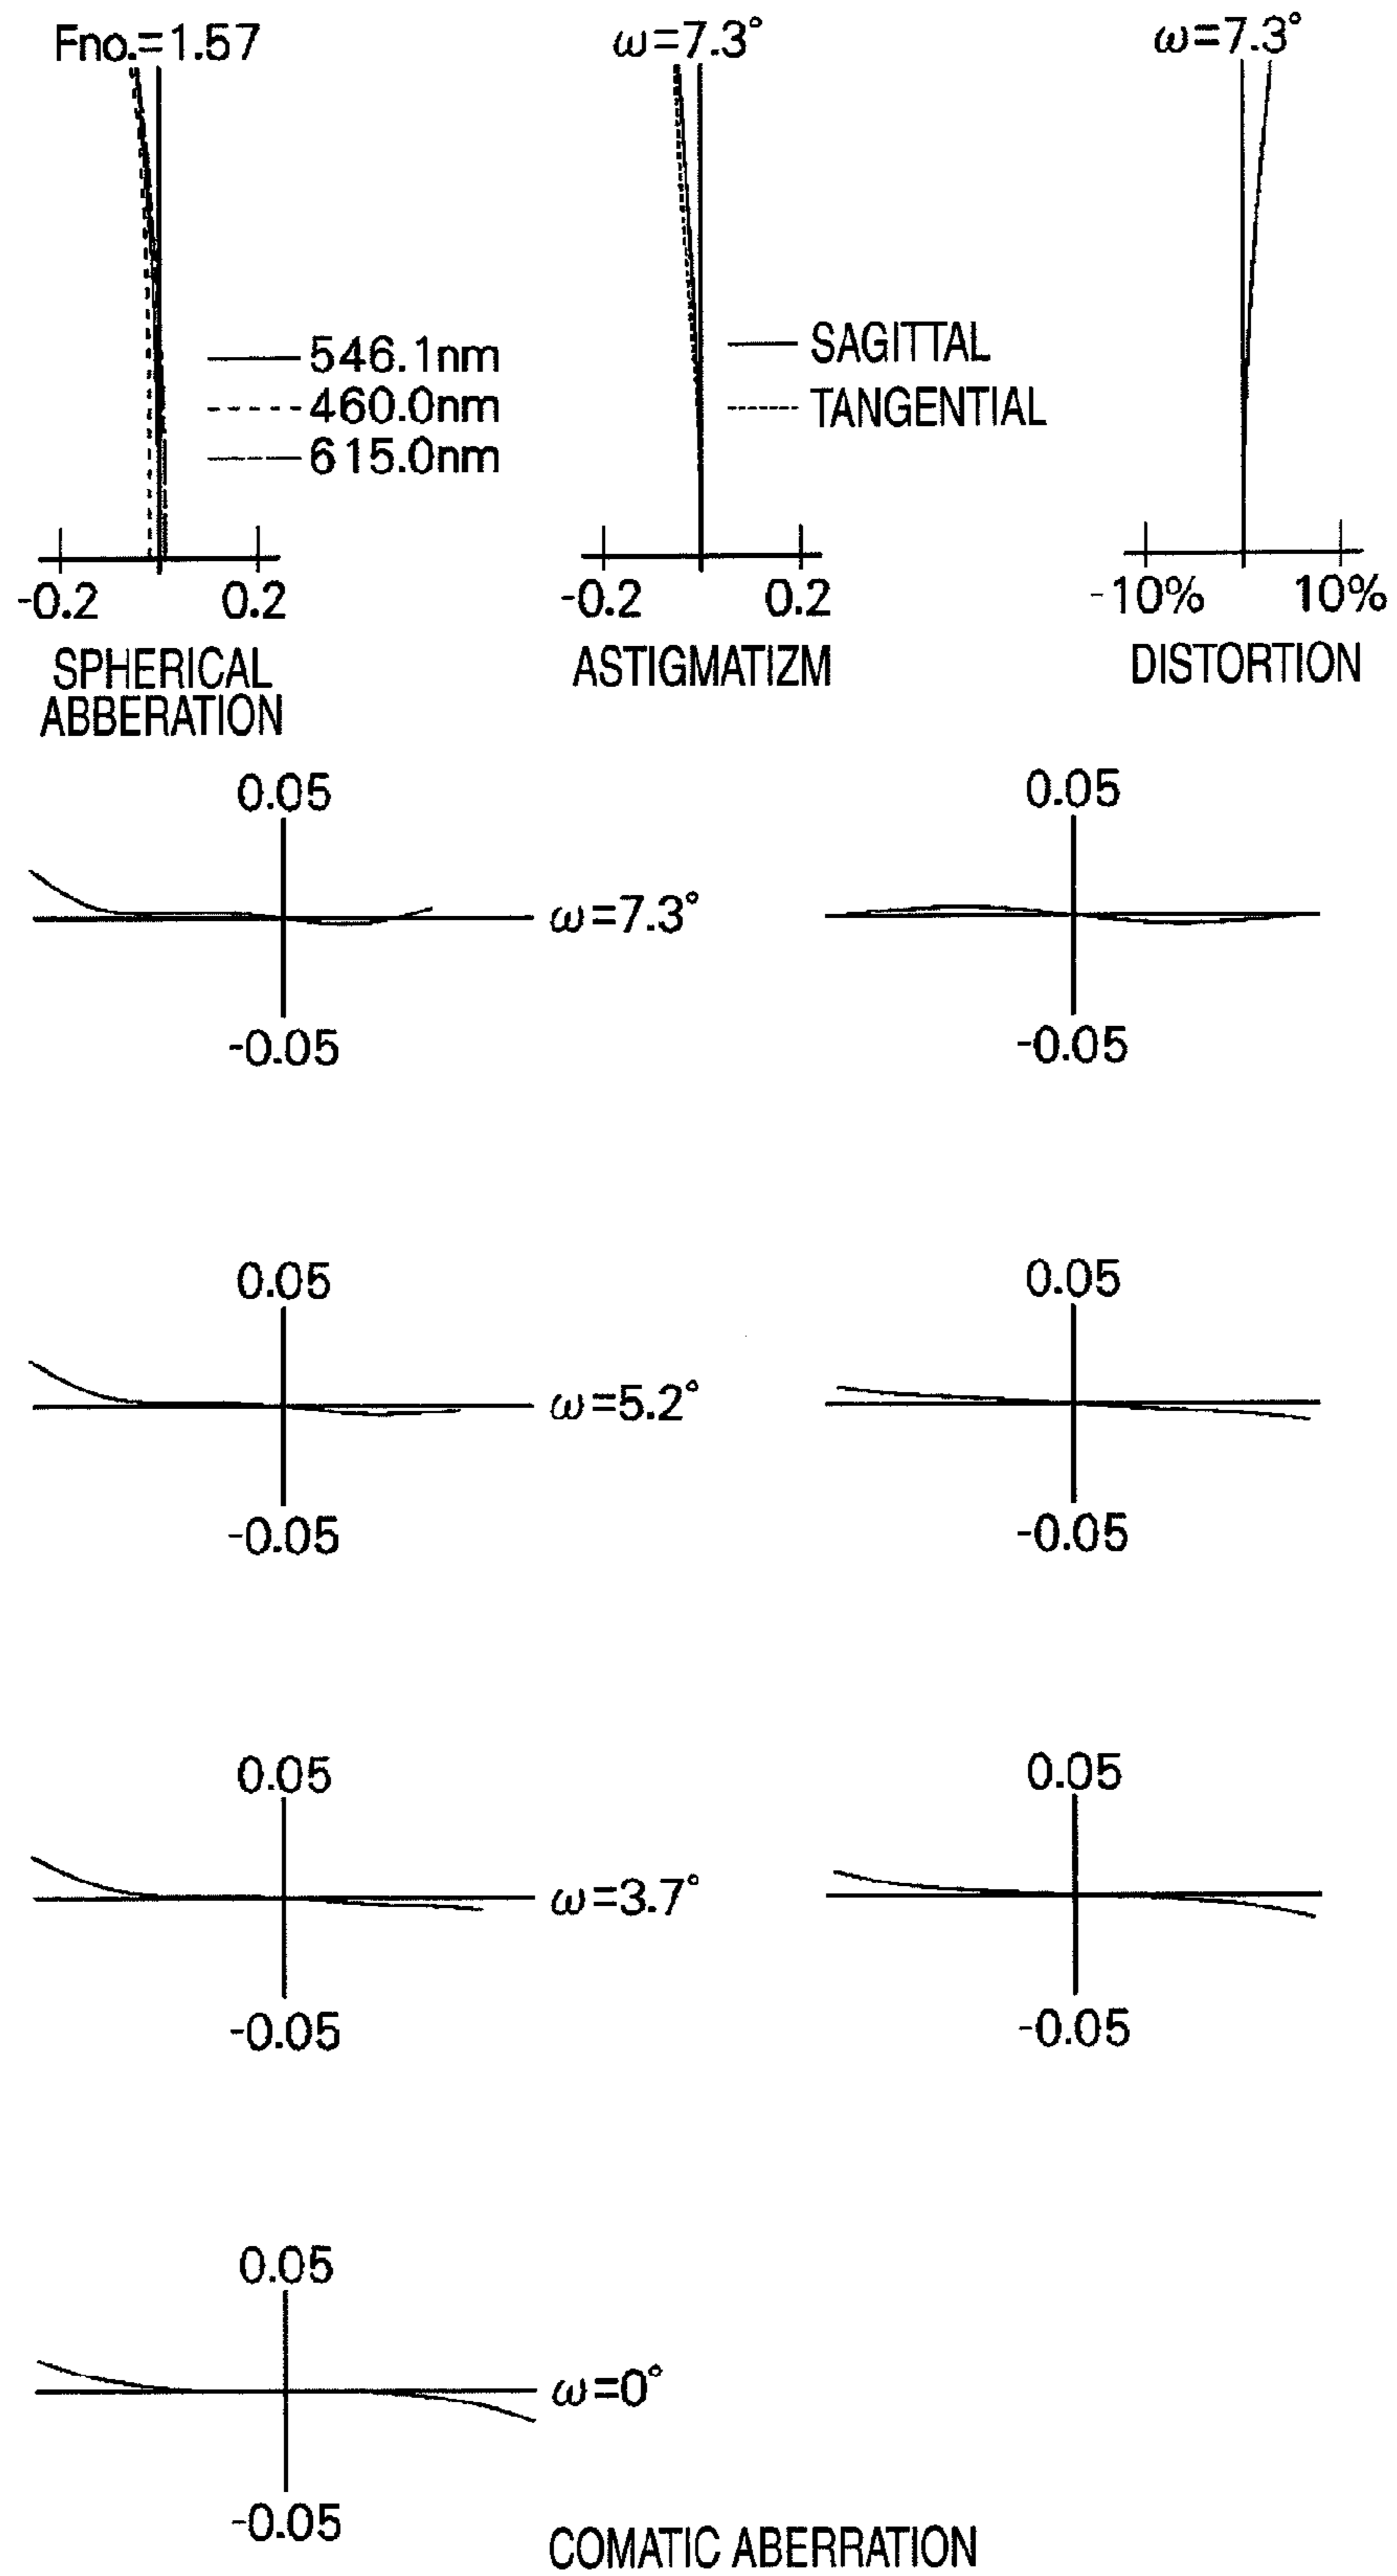 Fno.=1.57
ω=7.3°
ω=7.3°
546.1nm
460.0nm
615.0nm
SAGITTAL
TANGENTIAL
-0.2
0.2
-0.2
0.2
-10%
10%
SPHERICAL
ABBERATION
ASTIGMATIZM
DISTORTION
0.05
0.05
ω=7.3°
-0.05
-0.05
0.05
0.05
ω=5.2°
-0.05
-0.05
0.05
0.05
ω=3.7°
-0.05
-0.05
0.05
ω=0°
-0.05
COMATIC ABERRATION